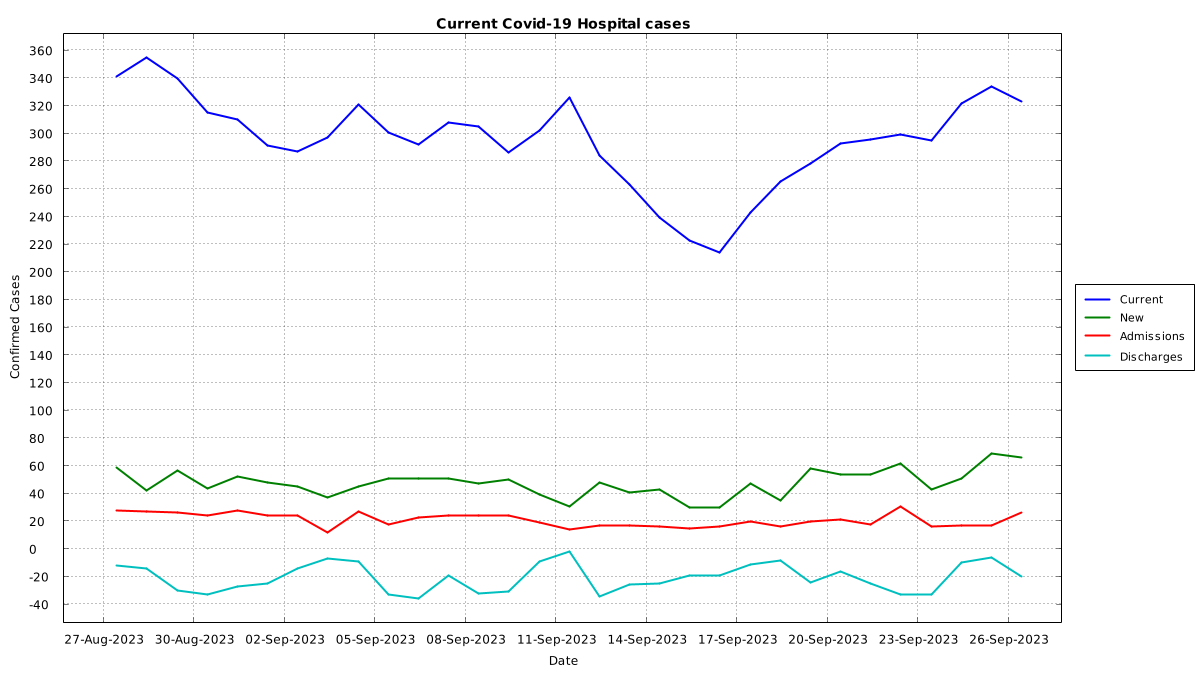 Current Covid-19 Hospital cases
360
340
320
300
280
260
240
220
200
180
160
140
120
100
80
60
40
20
0
-20
-40
Confirmed Cases
27-Aug-2023 30-Aug-2023 02-Sep-2023 05-Sep-2023 08-Sep-2023 11-Sep-2023 14-Sep-2023 17-Sep-2023 20-Sep-2023 23-Sep-2023 26-Sep-2023
Date
Current
New
Admissions
Discharges